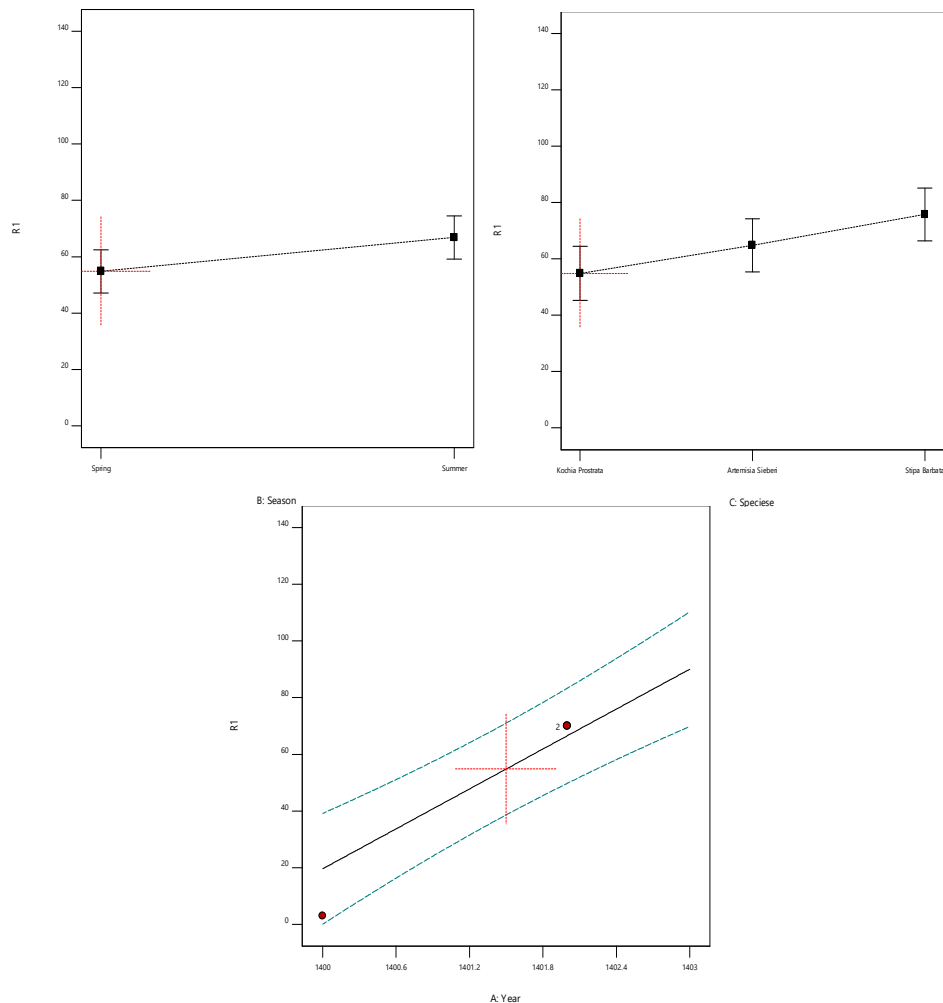 140
120
100
80
60
40
20
0
R1
Spring
Summer
B: Season
140
120
100
80
60
40
20
0
R1
Kochia Prostrata
Artemisia Sieberi
Stipa Barbata
C: Speciese
140
120
100
80
60
40
20
0
R1
2
1400
1400.6
1401.2
1401.8
1402.4
1403
A: Year